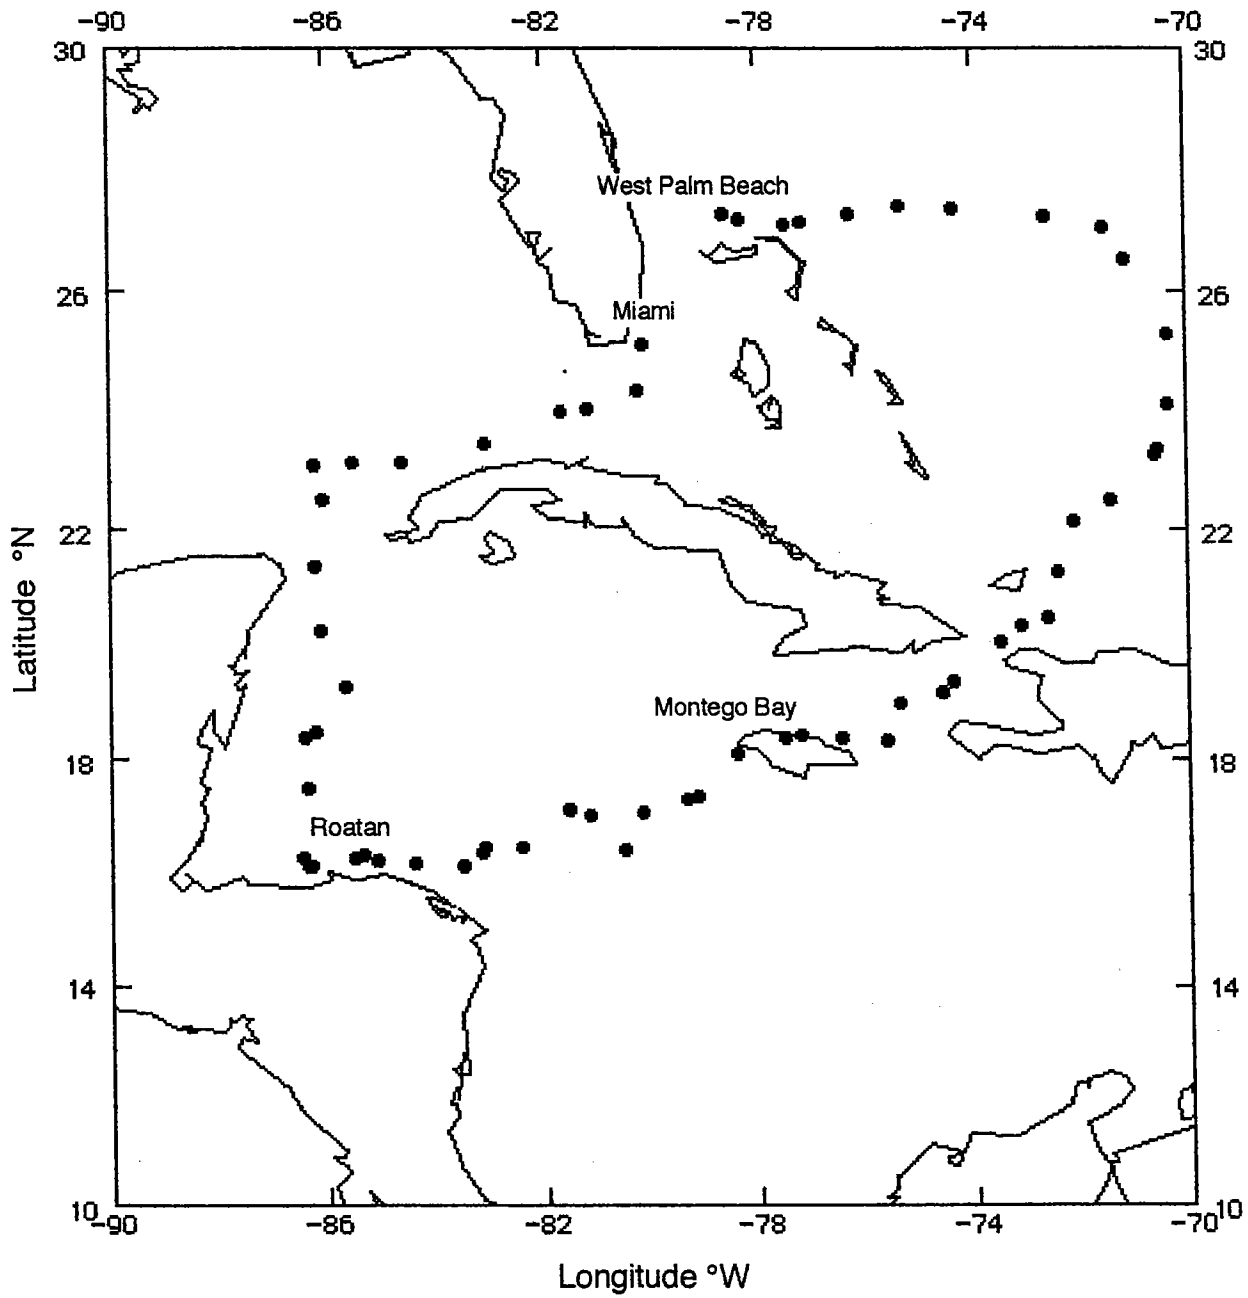 -90 -86 -82 -78 -74 -70
30 30
West Palm Beach
26 26
Miami
22 22
Latitude °N
Montego Bay
18 18
Roatan
14 14
10 10
-90 -86 -82 -78 -74 -70
Longitude °W